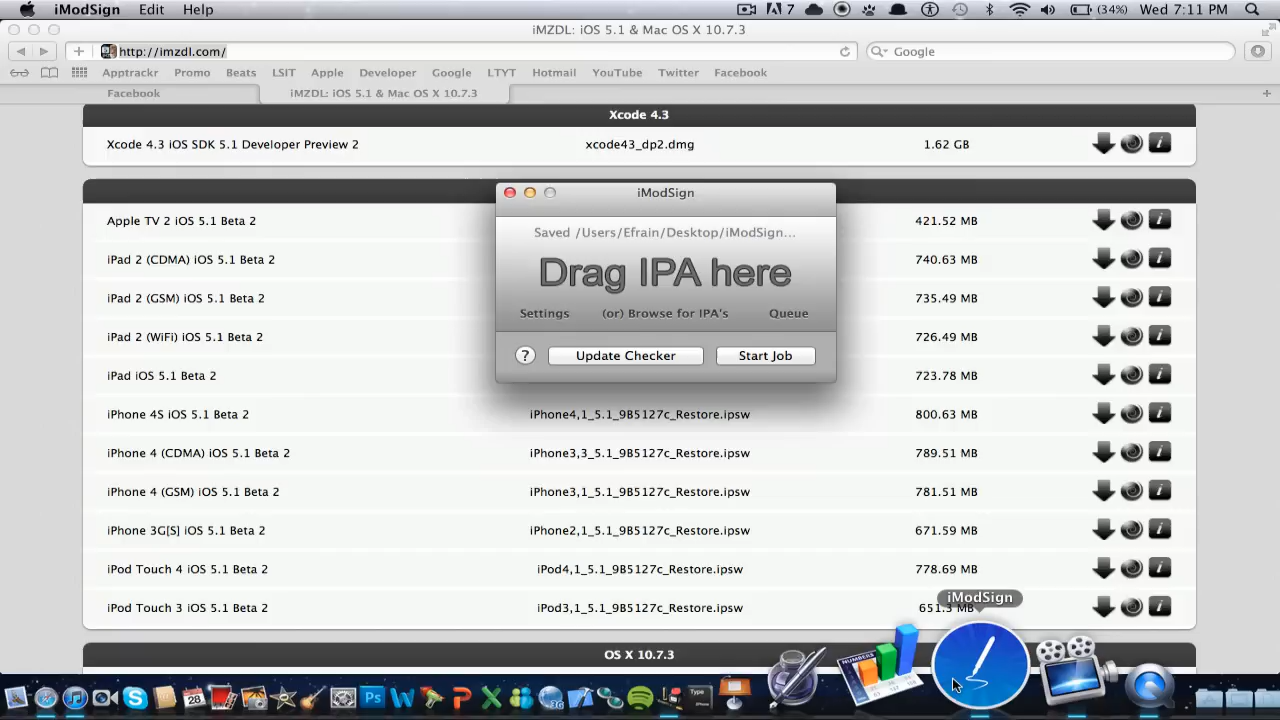 iModSign Edit Help 7 (34%) Wed 7:11 PM
iMZDL: iOS 5.1 & Mac OS X 10.7.3
http://imzdl.com/ Google
Apptrackr Promo Beats LSIT Apple Developer Google LTYT Hotmail YouTube Twitter Facebook
Facebook iMZDL: iOS 5.1 & Mac OS X 10.7.3
Xcode 4.3
Xcode 4.3 iOS SDK 5.1 Developer Preview 2 xcode43_dp2.dmg 1.62 GB
iModSign
Saved /Users/Efrain/Desktop/iModSign...
Drag IPA here
Settings (or) Browse for IPA's Queue
? Update Checker Start Job
Apple TV 2 iOS 5.1 Beta 2 421.52 MB
iPad 2 (CDMA) iOS 5.1 Beta 2 740.63 MB
iPad 2 (GSM) iOS 5.1 Beta 2 735.49 MB
iPad 2 (WiFi) iOS 5.1 Beta 2 726.49 MB
iPad iOS 5.1 Beta 2 723.78 MB
iPhone 4S iOS 5.1 Beta 2 iPhone4,1_5.1_9B5127c_Restore.ipsw 800.63 MB
iPhone 4 (CDMA) iOS 5.1 Beta 2 iPhone3,3_5.1_9B5127c_Restore.ipsw 789.51 MB
iPhone 4 (GSM) iOS 5.1 Beta 2 iPhone3,1_5.1_9B5127c_Restore.ipsw 781.51 MB
iPhone 3G[S] iOS 5.1 Beta 2 iPhone2,1_5.1_9B5127c_Restore.ipsw 671.59 MB
iPod Touch 4 iOS 5.1 Beta 2 iPod4,1_5.1_9B5127c_Restore.ipsw 778.69 MB
iPod Touch 3 iOS 5.1 Beta 2 iPod3,1_5.1_9B5127c_Restore.ipsw 651.3 MB
iModSign
OS X 10.7.3
NUMBERS
28 Ps Type